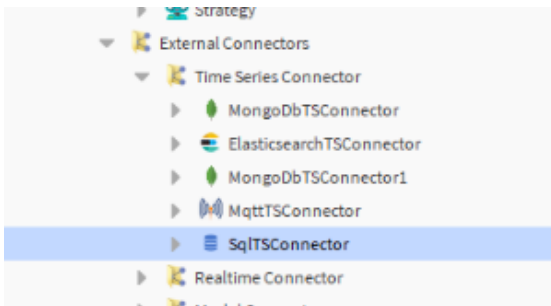 Strategy
External Connectors
Time Series Connector
MongoDbTSConnector
ElasticsearchTSConnector
MongoDbTSConnector1
MqttTSConnector
SqlTSConnector
Realtime Connector